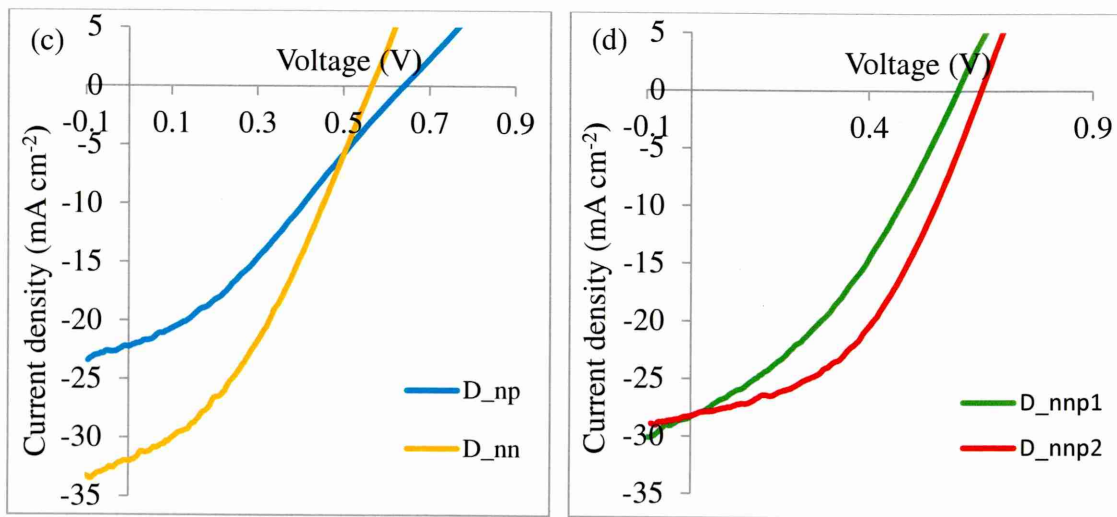 (c)
Voltage (V)
Current density (mA cm-2)
5
0
-5
-10
-15
-20
-25
-30
-35
-0.1
0.1
0.3
0.5
0.7
0.9
D_np
D_nn
(d)
Voltage (V)
Current density (mA cm-2)
5
0
-5
-10
-15
-20
-25
-30
-35
-0.1
0.4
0.9
D_nnp1
D_nnp2